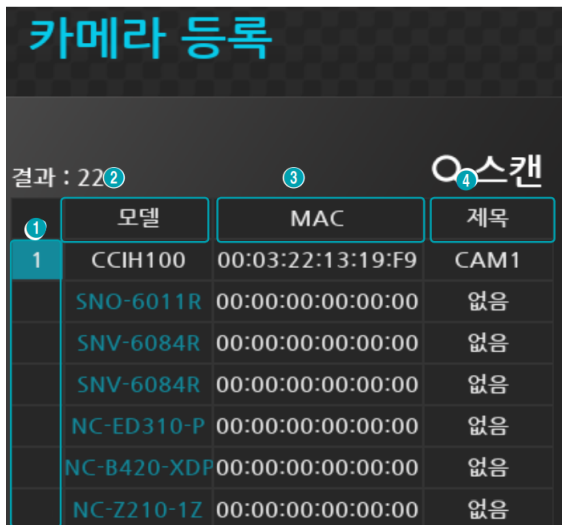 카메라 등록
결과 : 22 ② ③ ④ 스캔
① 모델 MAC 제목
1 CCIH100 00:03:22:13:19:F9 CAM1
SNO-6011R 00:00:00:00:00:00 없음
SNV-6084R 00:00:00:00:00:00 없음
SNV-6084R 00:00:00:00:00:00 없음
NC-ED310-P 00:00:00:00:00:00 없음
NC-B420-XDP 00:00:00:00:00:00 없음
NC-Z210-1Z 00:00:00:00:00:00 없음